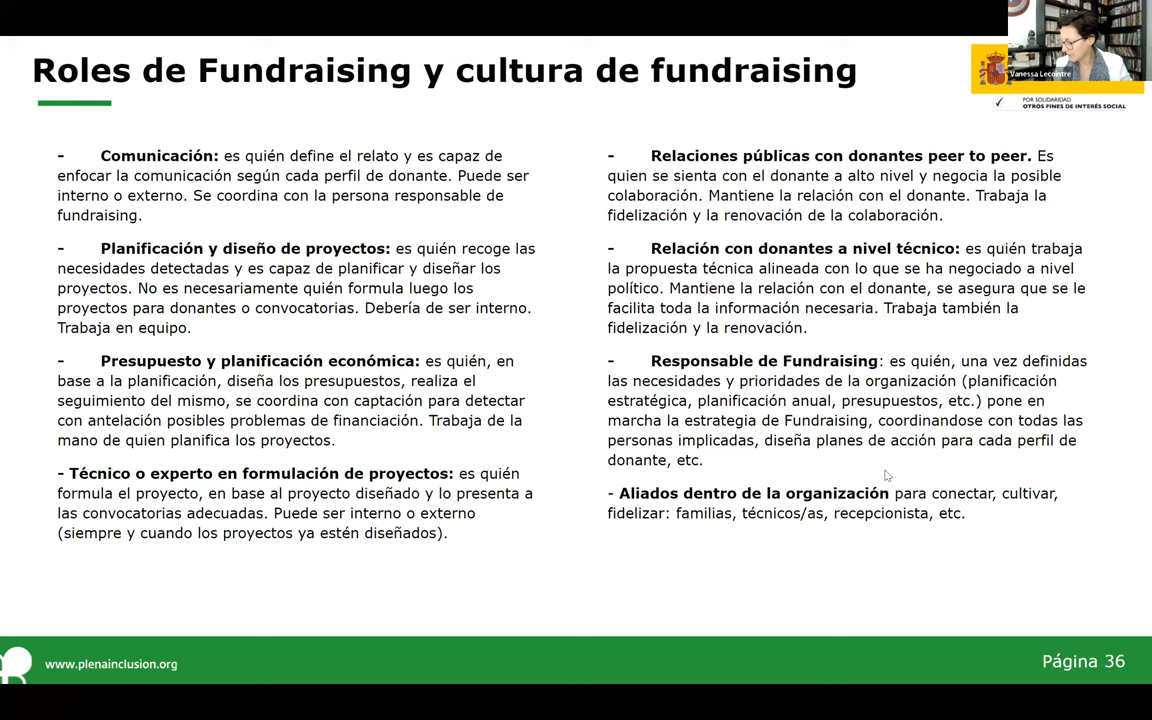 Roles de Fundraising y cultura de fundraising
Vanessa Lecointre
POR SOLIDARIDAD
OTROS FINES DE INTERÉS SOCIAL
- Comunicación: es quién define el relato y es capaz de
enfocar la comunicación según cada perfil de donante. Puede ser
interno o externo. Se coordina con la persona responsable de
fundraising.
- Planificación y diseño de proyectos: es quién recoge las
necesidades detectadas y es capaz de planificar y diseñar los
proyectos. No es necesariamente quién formula luego los
proyectos para donantes o convocatorias. Debería de ser interno.
Trabaja en equipo.
- Presupuesto y planificación económica: es quién, en
base a la planificación, diseña los presupuestos, realiza el
seguimiento del mismo, se coordina con captación para detectar
con antelación posibles problemas de financiación. Trabaja de la
mano de quien planifica los proyectos.
- Técnico o experto en formulación de proyectos: es quién
formula el proyecto, en base al proyecto diseñado y lo presenta a
las convocatorias adecuadas. Puede ser interno o externo
(siempre y cuando los proyectos ya estén diseñados).
- Relaciones públicas con donantes peer to peer. Es
quien se sienta con el donante a alto nivel y negocia la posible
colaboración. Mantiene la relación con el donante. Trabaja la
fidelización y la renovación de la colaboración.
- Relación con donantes a nivel técnico: es quién trabaja
la propuesta técnica alineada con lo que se ha negociado a nivel
político. Mantiene la relación con el donante, se asegura que se le
facilita toda la información necesaria. Trabaja también la
fidelización y la renovación.
- Responsable de Fundraising: es quién, una vez definidas
las necesidades y prioridades de la organización (planificación
estratégica, planificación anual, presupuestos, etc.) pone en
marcha la estrategia de Fundraising, coordinandose con todas las
personas implicadas, diseña planes de acción para cada perfil de
donante, etc.
- Aliados dentro de la organización para conectar, cultivar,
fidelizar: familias, técnicos/as, recepcionista, etc.
www.plenainclusion.org
Página 36